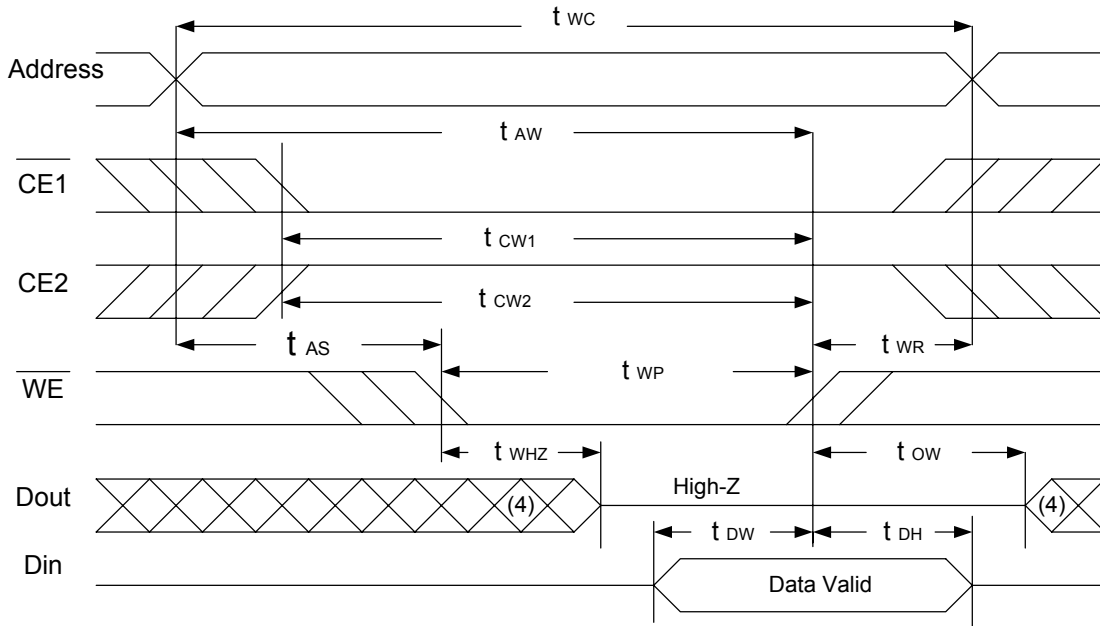 t WC
Address
t AW
CE1
t CW1
CE2
t CW2
t AS
t WR
WE
t WP
t WHZ
t OW
Dout
(4)
High-Z
(4)
t DW
t DH
Din
Data Valid